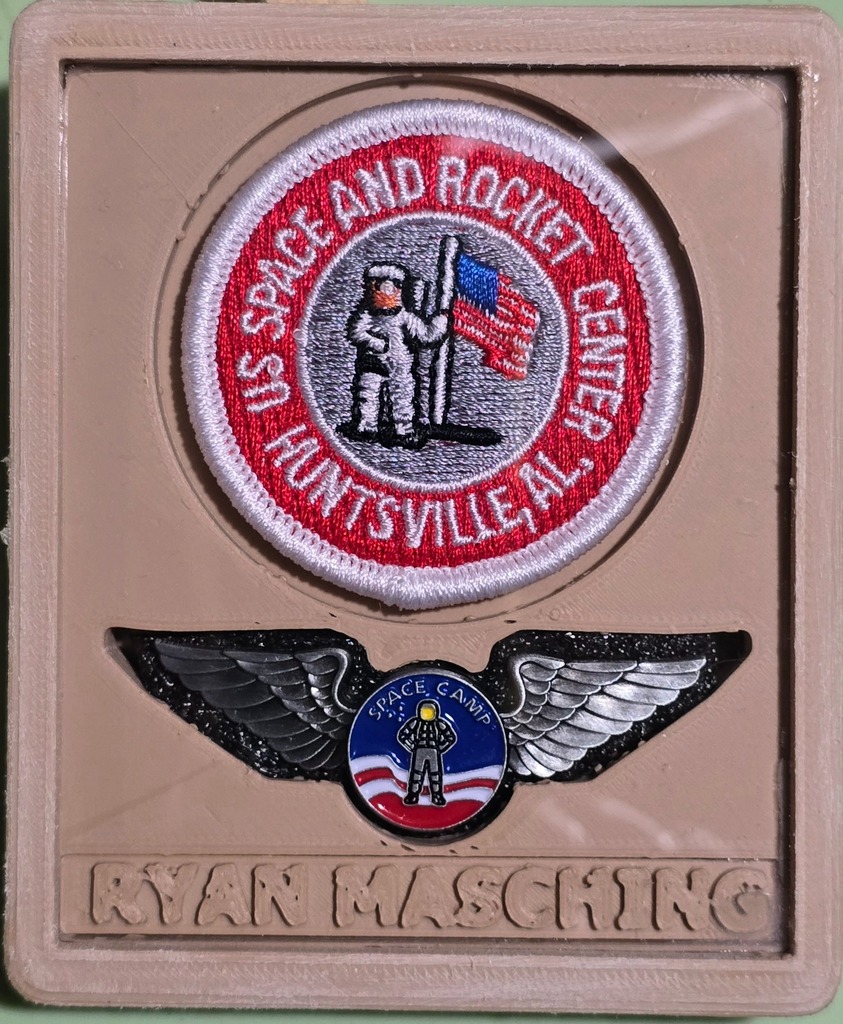 US SPACE AND ROCKET CENTER
HUNTSVILLE, AL.
SPACE CAMP
RYAN MASCHING